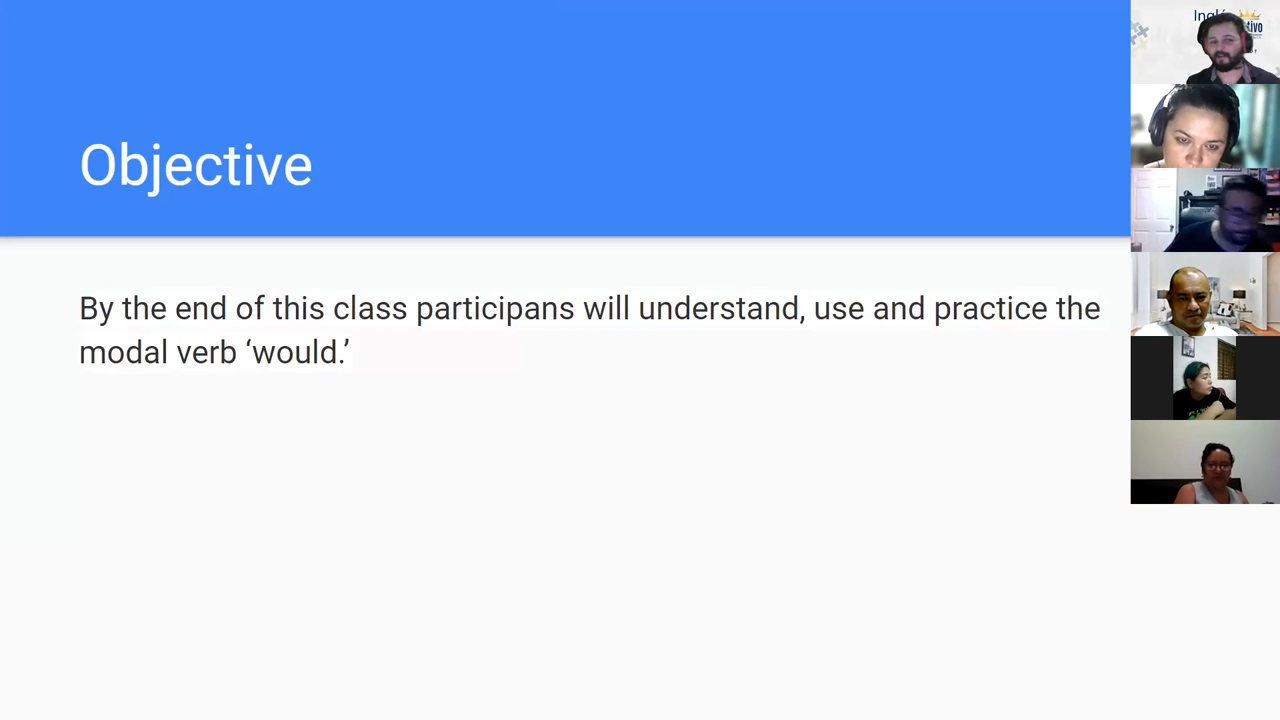 Objective
By the end of this class participans will understand, use and practice the
modal verb ‘would.’